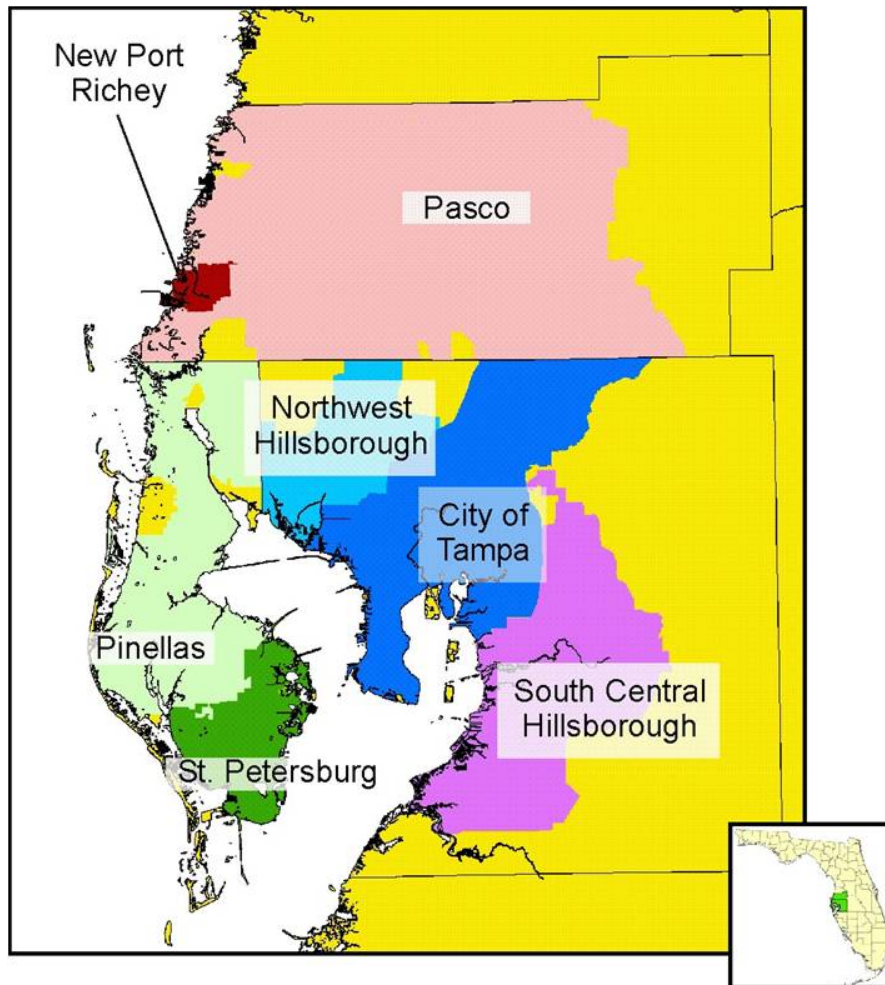 New Port
Richey
Pasco
Northwest
Hillsborough
City of
Tampa
Pinellas
South Central
Hillsborough
St. Petersburg